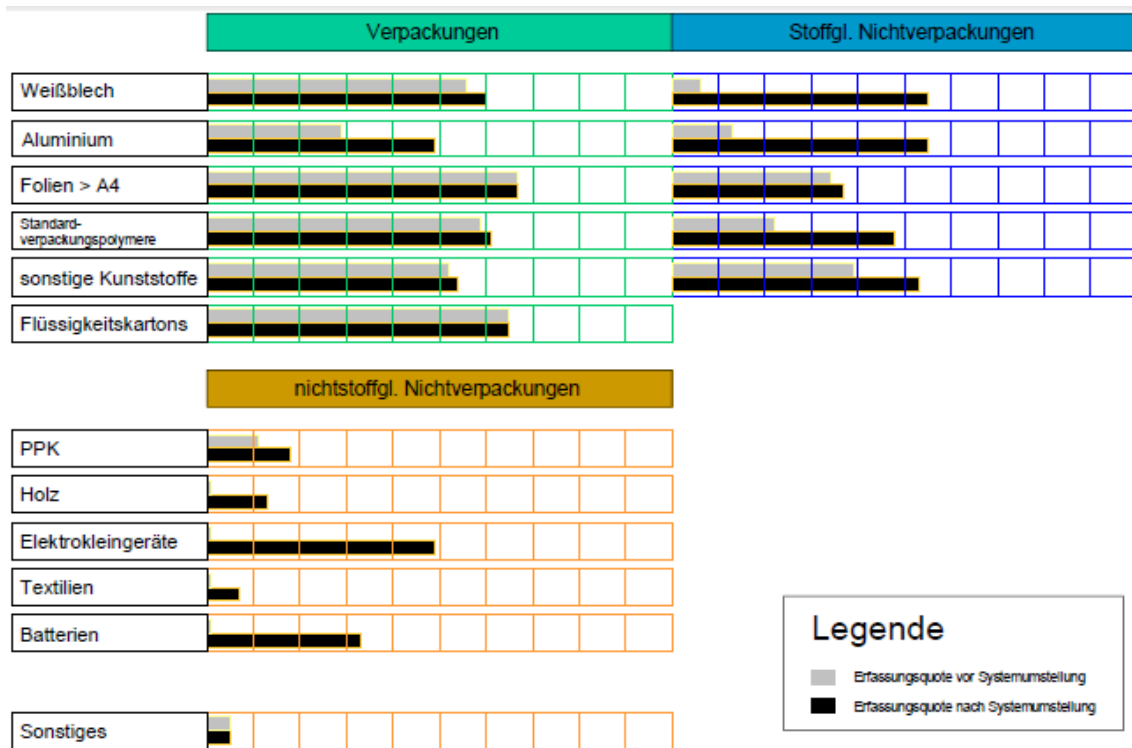 Verpackungen
Stoffgl. Nichtverpackungen
Weißblech
Aluminium
Folien > A4
Standard-
verpackungspolymere
sonstige Kunststoffe
Flüssigkeitskartons
nichtstoffgl. Nichtverpackungen
PPK
Holz
Elektrokleingeräte
Textilien
Batterien
Sonstiges
Legende
Erfassungsquote vor Systemumstellung
Erfassungsquote nach Systemumstellung